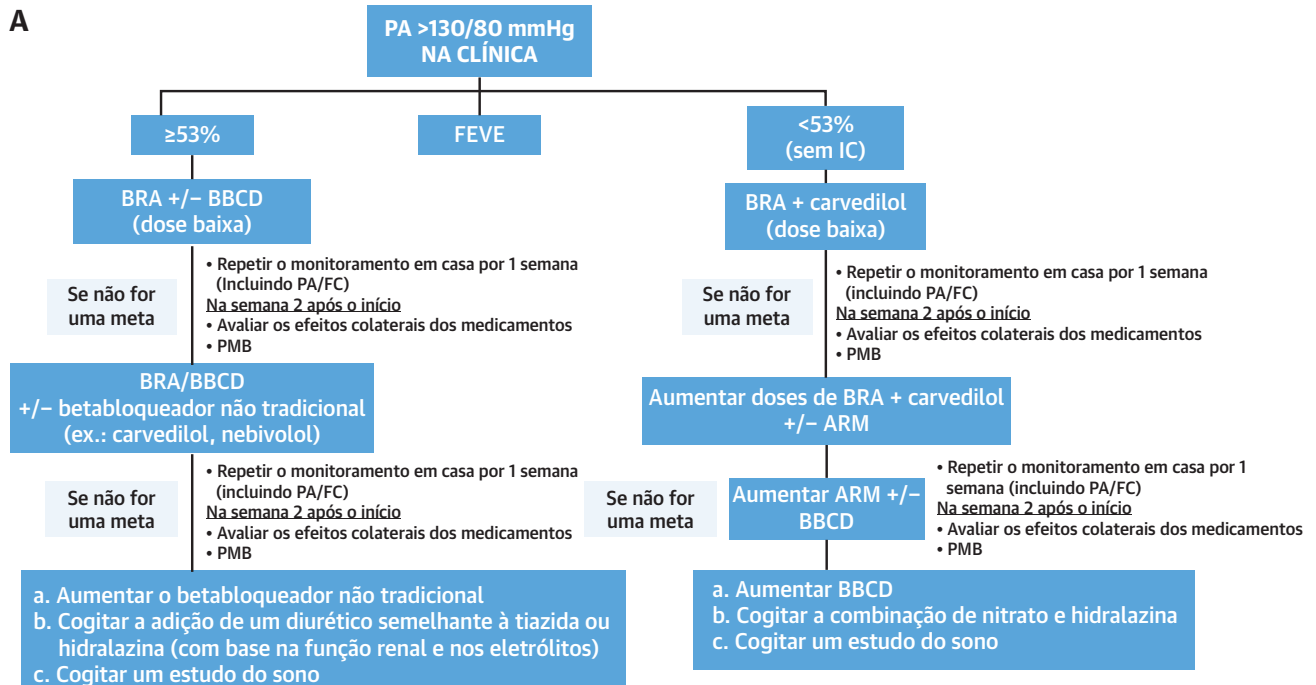 A
PA >130/80 mmHg
NA CLÍNICA
≥53%
FEVE
<53%
(sem IC)
BRA +/− BBCD
(dose baixa)
BRA + carvedilol
(dose baixa)
Se não for
uma meta
• Repetir o monitoramento em casa por 1 semana
(Incluindo PA/FC)
Na semana 2 após o início
• Avaliar os efeitos colaterais dos medicamentos
• PMB
Se não for
uma meta
• Repetir o monitoramento em casa por 1 semana
(incluindo PA/FC)
Na semana 2 após o início
• Avaliar os efeitos colaterais dos medicamentos
• PMB
BRA/BBCD
+/− betabloqueador não tradicional
(ex.: carvedilol, nebivolol)
Aumentar doses de BRA + carvedilol
+/− ARM
Se não for
uma meta
• Repetir o monitoramento em casa por 1 semana
(incluindo PA/FC)
Na semana 2 após o início
• Avaliar os efeitos colaterais dos medicamentos
• PMB
Se não for
uma meta
Aumentar ARM +/−
BBCD
• Repetir o monitoramento em casa por 1
semana (incluindo PA/FC)
Na semana 2 após o início
• Avaliar os efeitos colaterais dos medicamentos
• PMB
a. Aumentar o betabloqueador não tradicional
b. Cogitar a adição de um diurético semelhante à tiazida ou
hidralazina (com base na função renal e nos eletrólitos)
c. Cogitar um estudo do sono
a. Aumentar BBCD
b. Cogitar a combinação de nitrato e hidralazina
c. Cogitar um estudo do sono